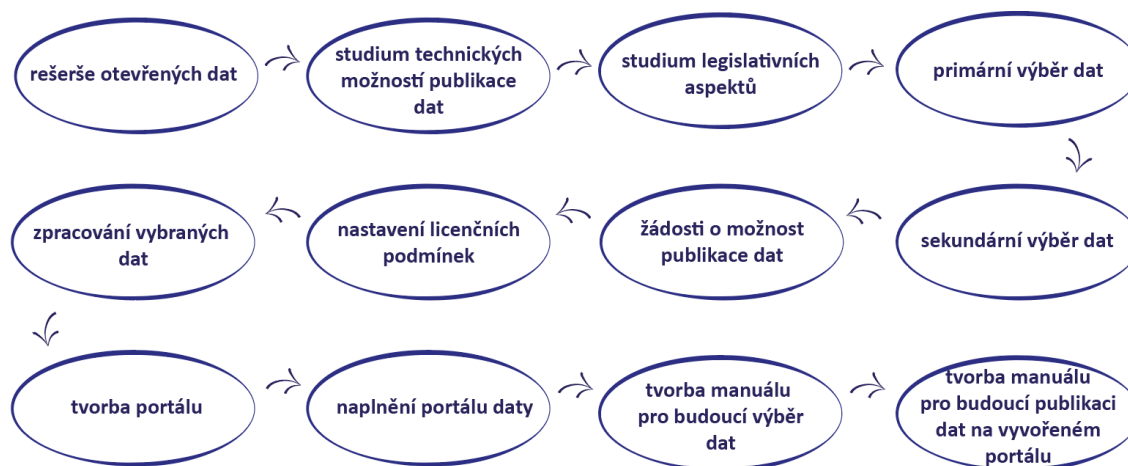 rešerše otevřených dat
studium technických
možností publikace
dat
studium legislativních
aspektů
primární výběr dat
sekundární výběr dat
žádosti o možnost
publikace dat
nastavení licenčních
podmínek
zpracování vybraných
dat
tvorba portálu
naplnění portálu daty
tvorba manuálu
pro budoucí výběr
dat
tvorba manuálu
pro budoucí publikaci
dat na vyvořeném
portálu